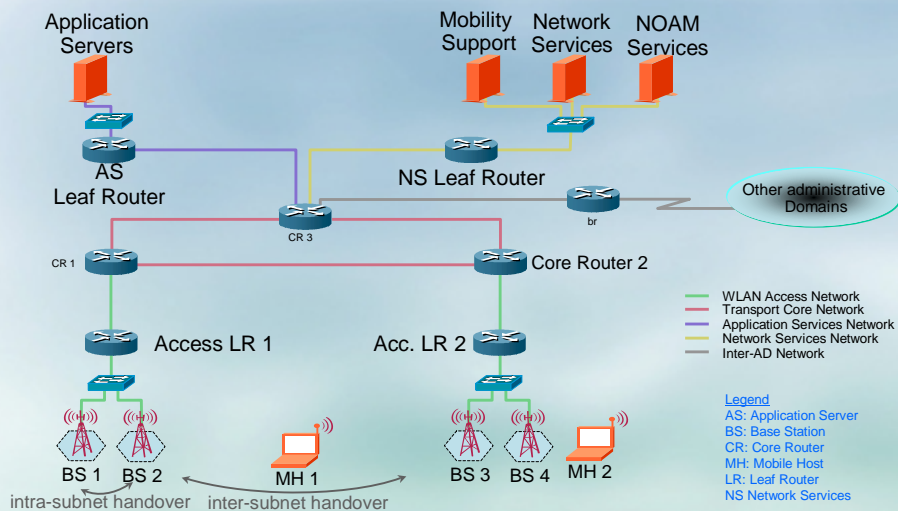 Application
Servers
Mobility
Support
Network
Services
NOAM
Services
AS
Leaf Router
NS Leaf Router
CR 3
br
Other administrative
Domains
CR 1
Core Router 2
Access LR 1
Acc. LR 2
WLAN Access Network
Transport Core Network
Application Services Network
Network Services Network
Inter-AD Network
Legend
AS: Application Server
BS: Base Station
CR: Core Router
MH: Mobile Host
LR: Leaf Router
NS Network Services
BS 1
BS 2
MH 1
BS 3
BS 4
MH 2
intra-subnet handover
inter-subnet handover